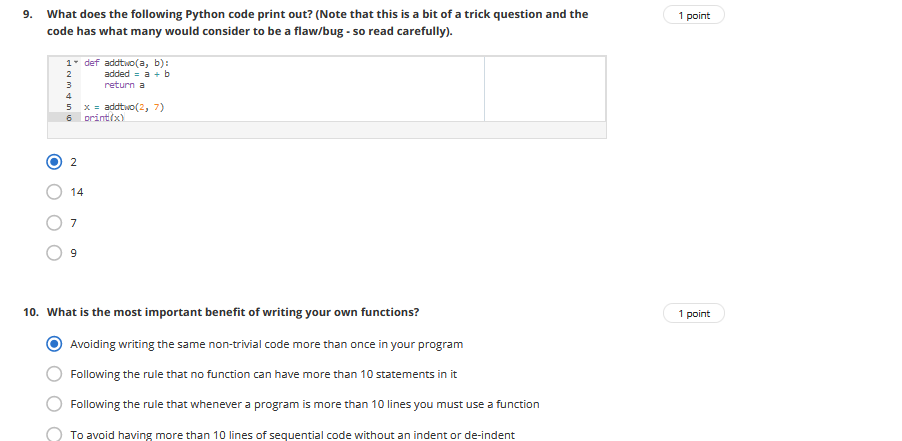 9. What does the following Python code print out? (Note that this is a bit of a trick question and the
1 point
code has what many would consider to be a flaw/bug - so read carefully).
1 def addtwo(a, b):
2 added = a + b
3 return a
4
5 x = addtwo(2, 7)
6 print(x)
2
14
7
9
10. What is the most important benefit of writing your own functions?
1 point
Avoiding writing the same non-trivial code more than once in your program
Following the rule that no function can have more than 10 statements in it
Following the rule that whenever a program is more than 10 lines you must use a function
To avoid having more than 10 lines of sequential code without an indent or de-indent